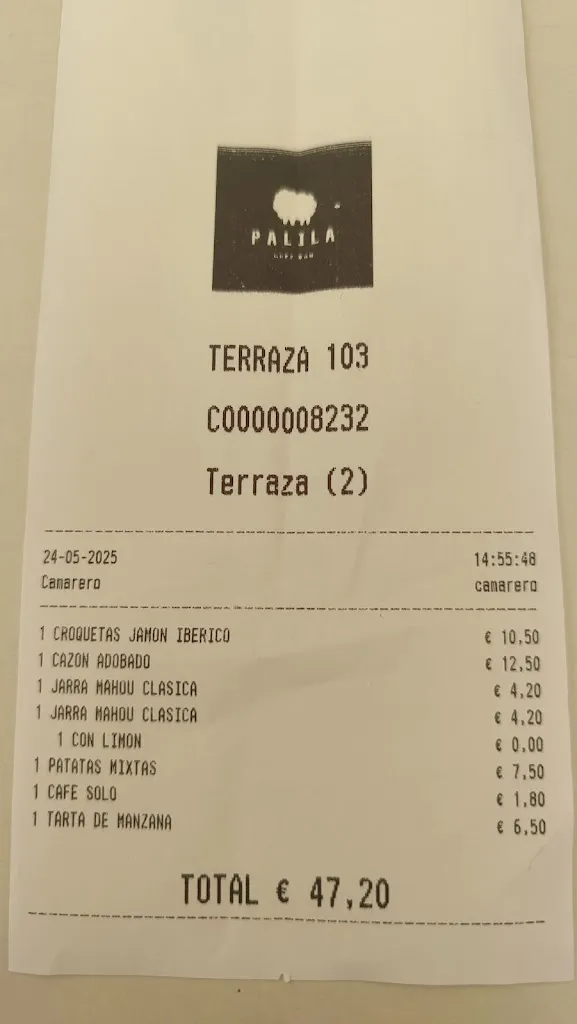 PALILA
TERRAZA 103
C0000008232
Terraza (2)
24-05-2025 14:55:48
Camarero camarero
1 CROQUETAS JAMON IBERICO € 10,50
1 CAZON ADOBADO € 12,50
1 JARRA MAHOU CLASICA € 4,20
1 JARRA MAHOU CLASICA € 4,20
1 CON LIMON € 0,00
1 PATATAS MIXTAS € 7,50
1 CAFE SOLO € 1,80
1 TARTA DE MANZANA € 6,50
TOTAL € 47,20